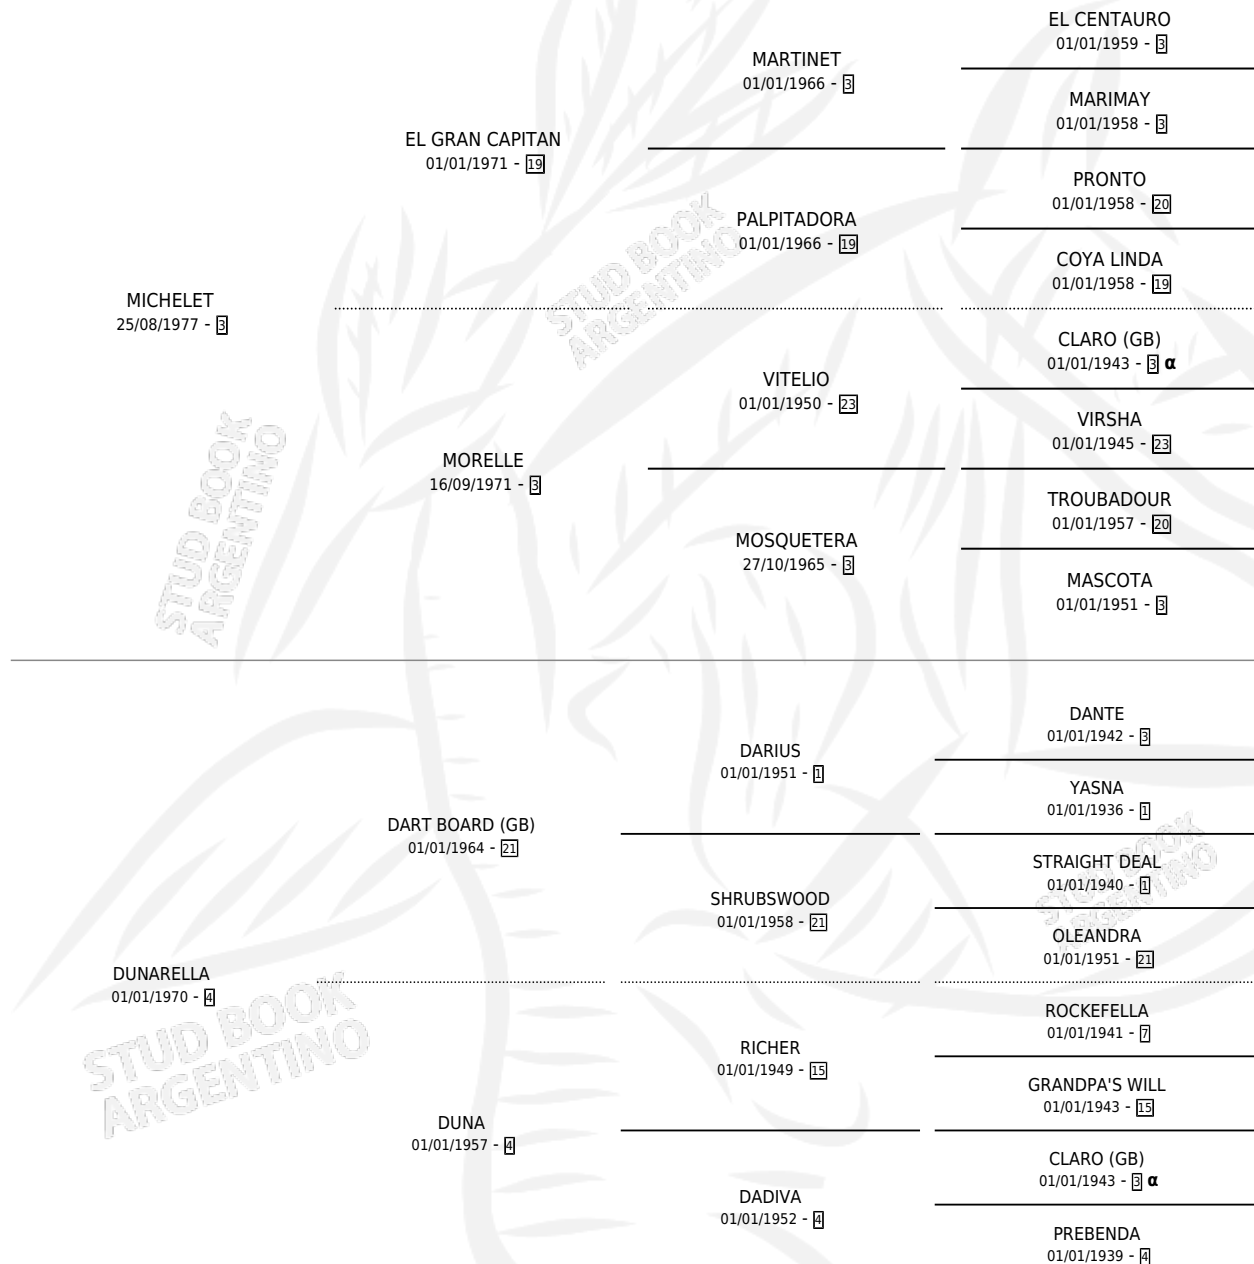 EL CENTAURO
01/01/1959 - 3
MARTINET
01/01/1966 - 3
MARIMAY
01/01/1958 - 3
EL GRAN CAPITAN
01/01/1971 - 19
PRONTO
01/01/1958 - 20
PALPITADORA
01/01/1966 - 19
COYA LINDA
01/01/1958 - 19
MICHELET
25/08/1977 - 3
CLARO (GB)
01/01/1943 - 3 α
VITELIO
01/01/1950 - 23
VIRSHA
01/01/1945 - 23
MORELLE
16/09/1971 - 3
TROUBADOUR
01/01/1957 - 20
MOSQUETERA
27/10/1965 - 3
MASCOTA
01/01/1951 - 3
STUD BOOK
ARGENTINO
STUD BOOK
ARGENTINO
DANTE
01/01/1942 - 3
DARIUS
01/01/1951 - 1
YASNA
01/01/1936 - 1
DART BOARD (GB)
01/01/1964 - 21
STRAIGHT DEAL
01/01/1940 - 1
SHRUBSWOOD
01/01/1958 - 21
OLEANDRA
01/01/1951 - 21
DUNARELLA
01/01/1970 - 4
ROCKEFELLA
01/01/1941 - 7
RICHER
01/01/1949 - 15
GRANDPA'S WILL
01/01/1943 - 15
DUNA
01/01/1957 - 4
CLARO (GB)
01/01/1943 - 3 α
DADIVA
01/01/1952 - 4
PREBENDA
01/01/1939 - 4
STUD BOOK
ARGENTINO
STUD BOOK
ARGENTINO